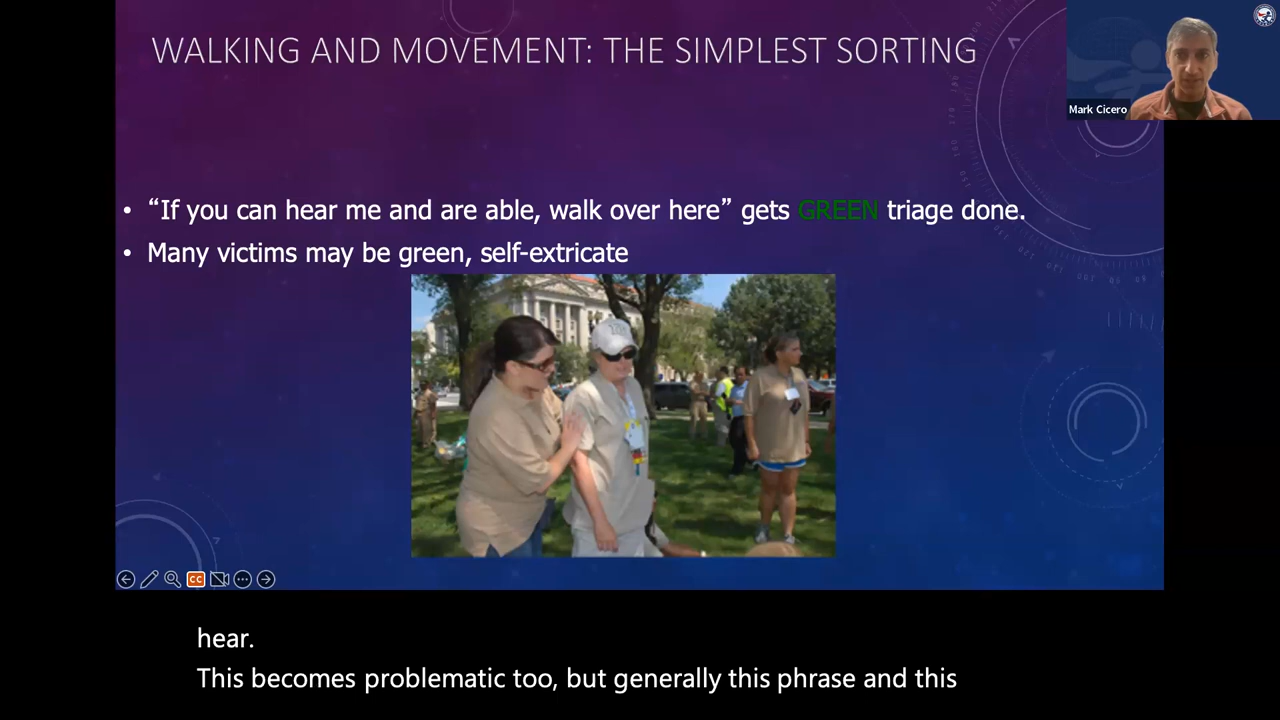 WALKING AND MOVEMENT: THE SIMPLEST SORTING
Mark Cicero
• “If you can hear me and are able, walk over here” gets GREEN triage done.
• Many victims may be green, self-extricate
CC
hear.
This becomes problematic too, but generally this phrase and this